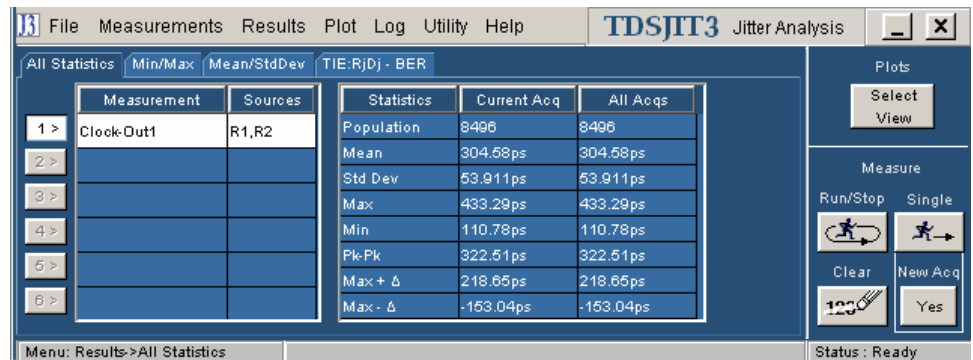 J3 File Measurements Results Plot Log Utility Help TDSJIT3 Jitter Analysis
All Statistics Min/Max Mean/StdDev TIE:RjDj - BER
Plots
Select View
Measurement Sources
1 > Clock-Out1 R1,R2
2 >
3 >
4 >
5 >
6 >
Statistics Current Acq All Acqs
Population 8496 8496
Mean 304.58ps 304.58ps
Std Dev 53.911ps 53.911ps
Max 433.29ps 433.29ps
Min 110.78ps 110.78ps
Pk-Pk 322.51ps 322.51ps
Max + Δ 218.65ps 218.65ps
Max - Δ -153.04ps -153.04ps
Measure
Run/Stop Single
Clear New Acq
123 Yes
Menu: Results->All Statistics Status : Ready